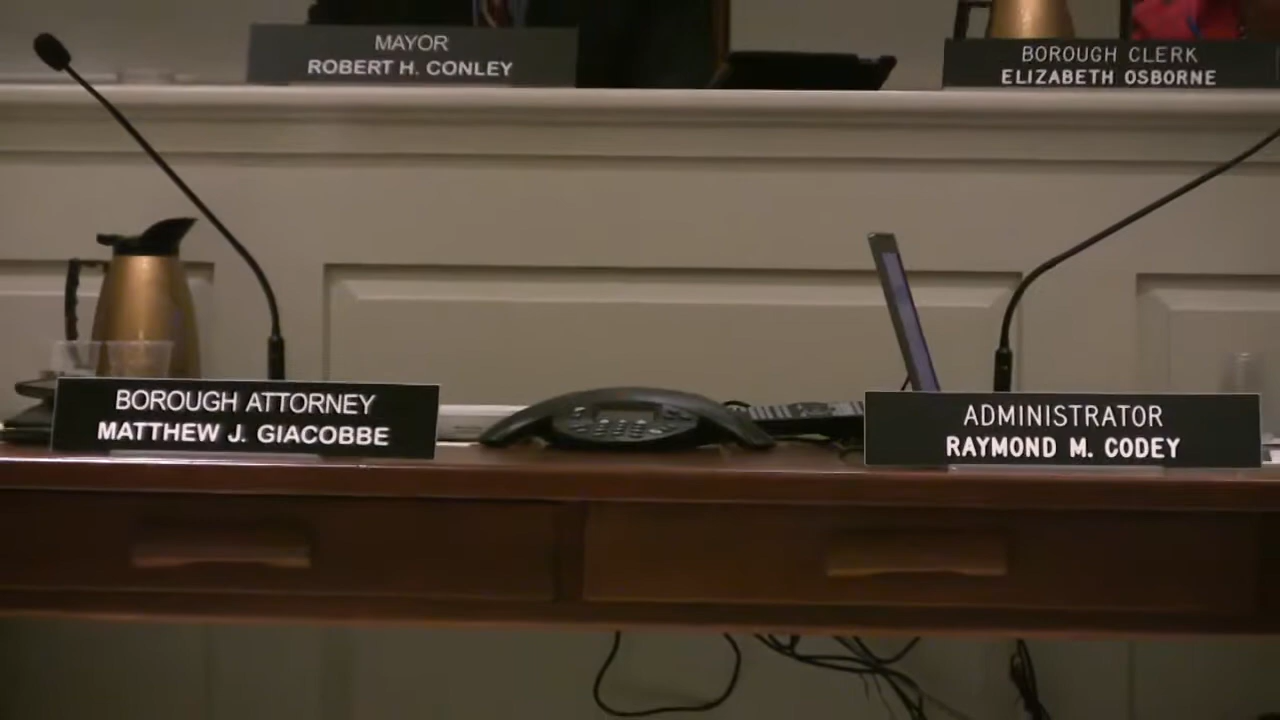 MAYOR
ROBERT H. CONLEY
BOROUGH CLERK
ELIZABETH OSBORNE
BOROUGH ATTORNEY
MATTHEW J. GIACOBBE
ADMINISTRATOR
RAYMOND M. CODEY